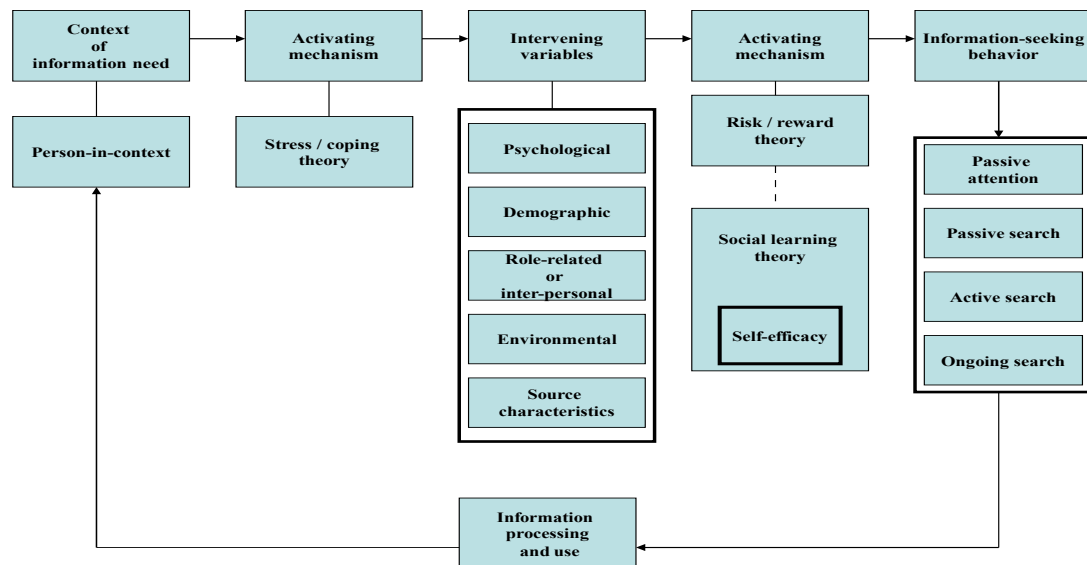 Context
of
information need
Activating
mechanism
Intervening
variables
Activating
mechanism
Information-seeking
behavior
Person-in-context
Stress / coping
theory
Psychological
Demographic
Role-related
or
inter-personal
Environmental
Source
characteristics
Risk / reward
theory
Social learning
theory
Self-efficacy
Passive
attention
Passive search
Active search
Ongoing search
Information
processing
and use